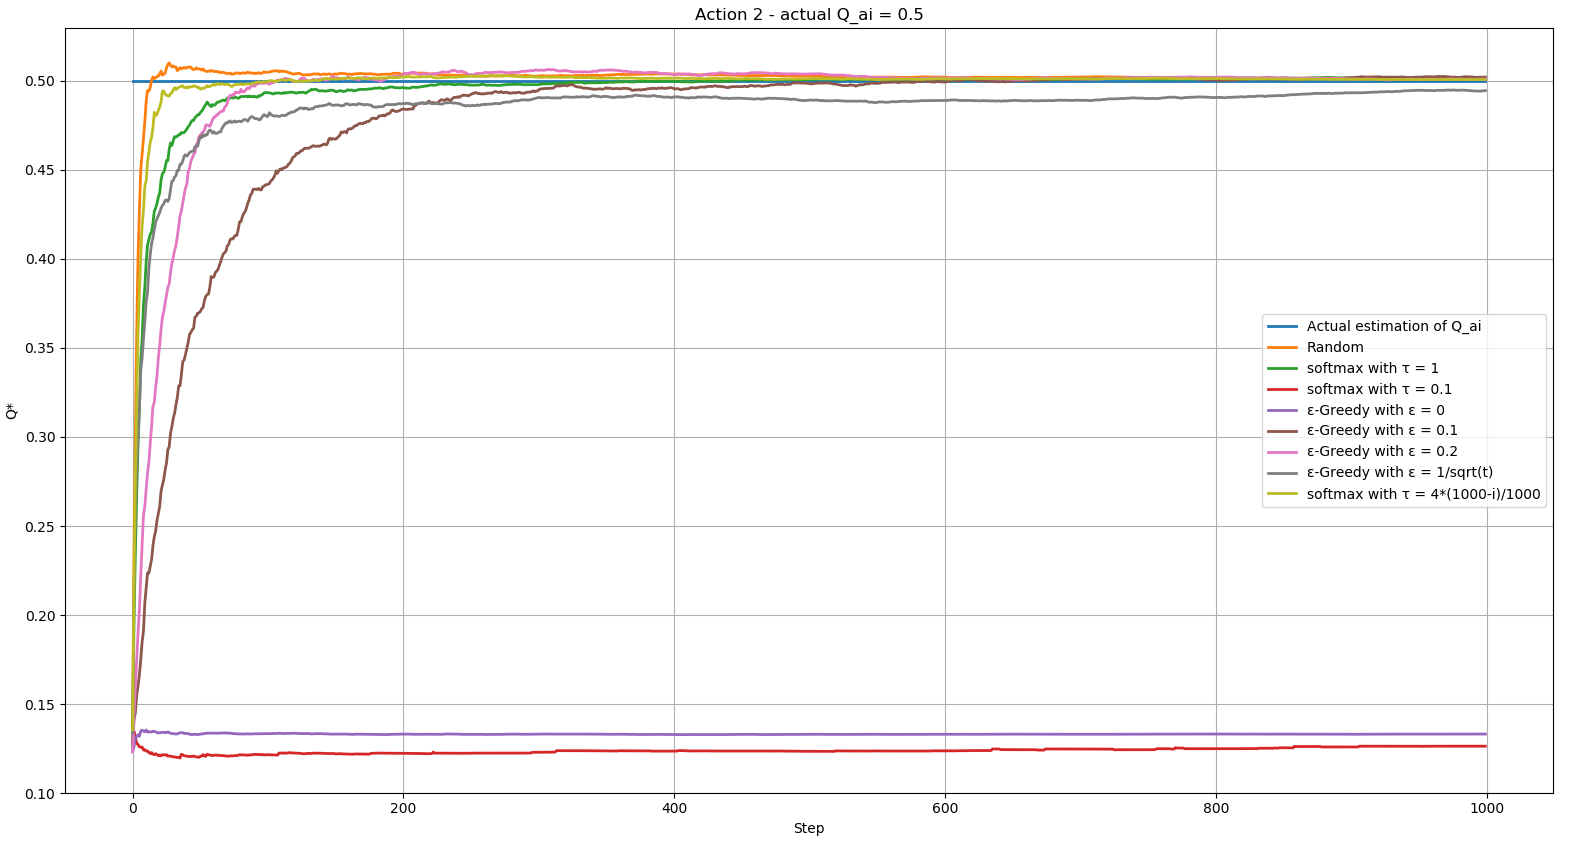 Action 2 - actual Q_ai = 0.5
Q*
0.50
0.45
0.40
0.35
0.30
0.25
0.20
0.15
0.10
Actual estimation of Q_ai
Random
softmax with τ = 1
softmax with τ = 0.1
ε-Greedy with ε = 0
ε-Greedy with ε = 0.1
ε-Greedy with ε = 0.2
ε-Greedy with ε = 1/sqrt(t)
softmax with τ = 4*(1000-i)/1000
0 200 400 600 800 1000
Step